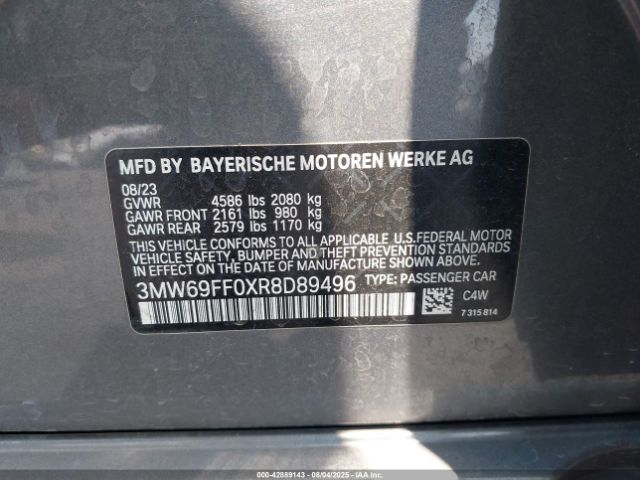 MFD BY BAYERISCHE MOTOREN WERKE AG
08/23
GVWR 4586 lbs 2080 kg
GAWR FRONT 2161 lbs 980 kg
GAWR REAR 2579 lbs 1170 kg
THIS VEHICLE CONFORMS TO ALL APPLICABLE U.S.FEDERAL MOTOR
VEHICLE SAFETY, BUMPER AND THEFT PREVENTION STANDARDS
IN EFFECT ON THE DATE OF MANUFACTURE SHOWN ABOVE.
3MW69FF0XR8D89496 TYPE: PASSENGER CAR
C4W
7 315 814
000-42889143 - 08/04/2025 - IAAI.COM